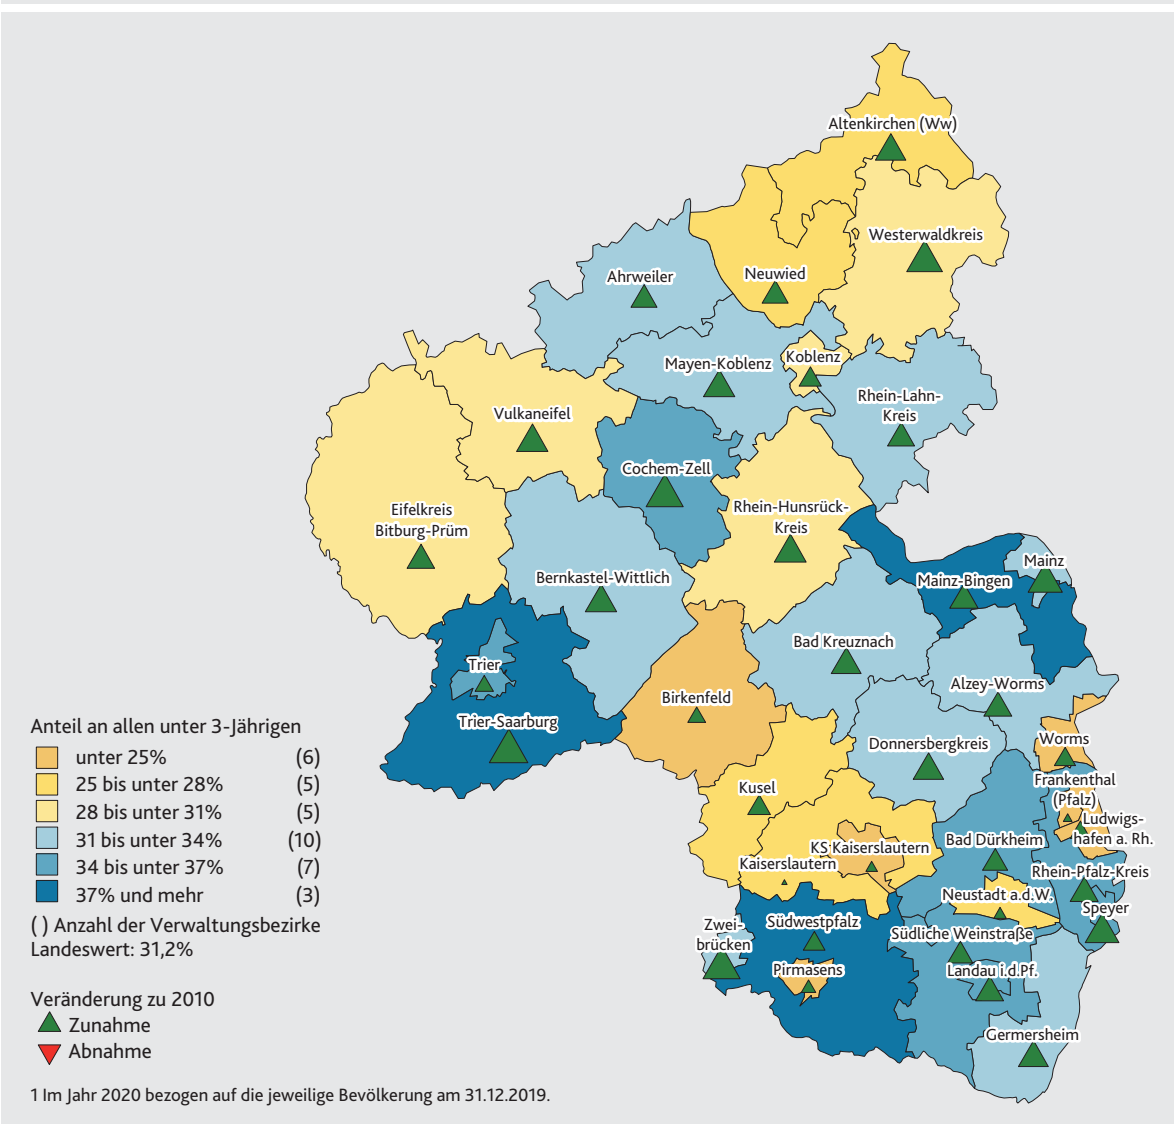 Altenkirchen (Ww)
Westerwaldkreis
Neuwied
Ahrweiler
Koblenz
Mayen-Koblenz
Rhein-Lahn-
Kreis
Vulkaneifel
Cochem-Zell
Rhein-Hunsrück-
Kreis
Eifelkreis
Bitburg-Prüm
Mainz
Mainz-Bingen
Bernkastel-Wittlich
Bad Kreuznach
Trier
Alzey-Worms
Birkenfeld
Trier-Saarburg
Donnersbergkreis
Worms
Frankenthal
(Pfalz)
Kusel
Ludwigs-
hafen a. Rh.
Bad Dürkheim
KS Kaiserslautern
Kaiserslautern
Rhein-Pfalz-Kreis
Neustadt a.d.W.
Speyer
Südwestpfalz
Zwei-
brücken
Südliche Weinstraße
Pirmasens
Landau i.d.Pf.
Germersheim
Anteil an allen unter 3-Jährigen
unter 25% (6)
25 bis unter 28% (5)
28 bis unter 31% (5)
31 bis unter 34% (10)
34 bis unter 37% (7)
37% und mehr (3)
( ) Anzahl der Verwaltungsbezirke
Landeswert: 31,2%
Veränderung zu 2010
Zunahme
Abnahme
1 Im Jahr 2020 bezogen auf die jeweilige Bevölkerung am 31.12.2019.